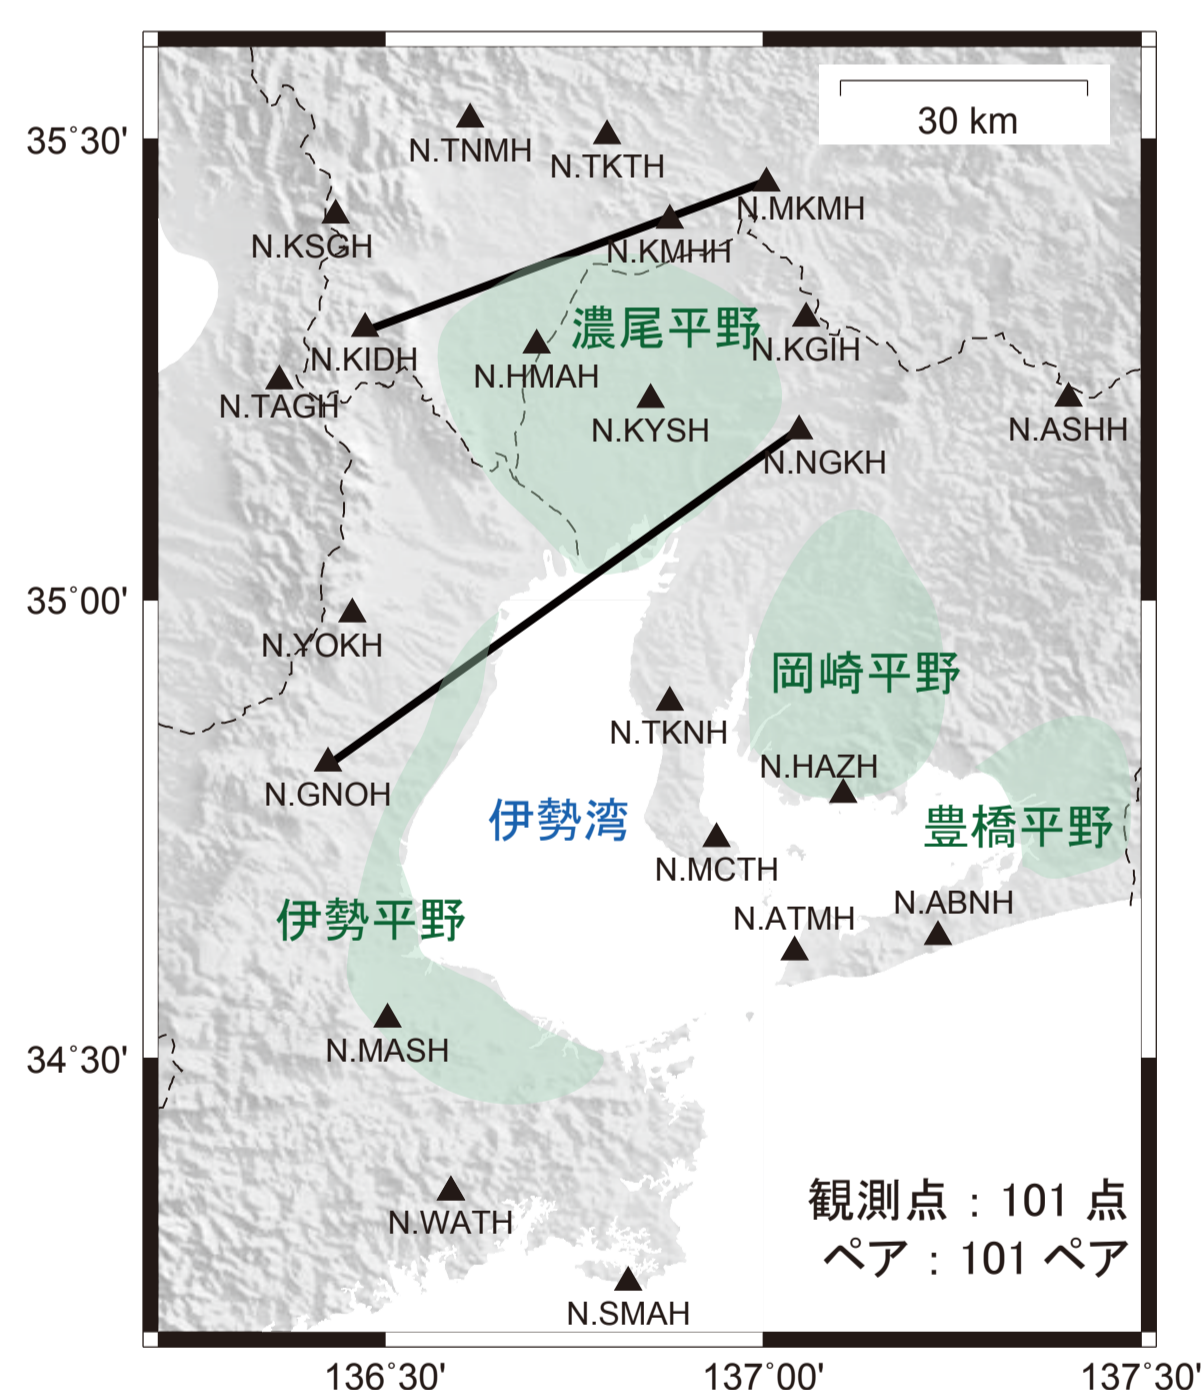 30 km
35°30'
N.TNMH
N.TKTH
N.MKMH
N.KSGH
N.KMHH
濃尾平野
N.KIDH
N.KGIH
N.HMAH
N.TAGH
N.KYSH
N.ASHH
N.NGKH
35°00'
N.YOKH
岡崎平野
N.TKNH
N.HAZH
N.GNOH
伊勢湾
豊橋平野
N.MCTH
N.ABNH
伊勢平野
N.ATMH
N.MASH
34°30'
観測点：101 点
N.WATH
ペア：101 ペア
N.SMAH
136°30'
137°00'
137°30'